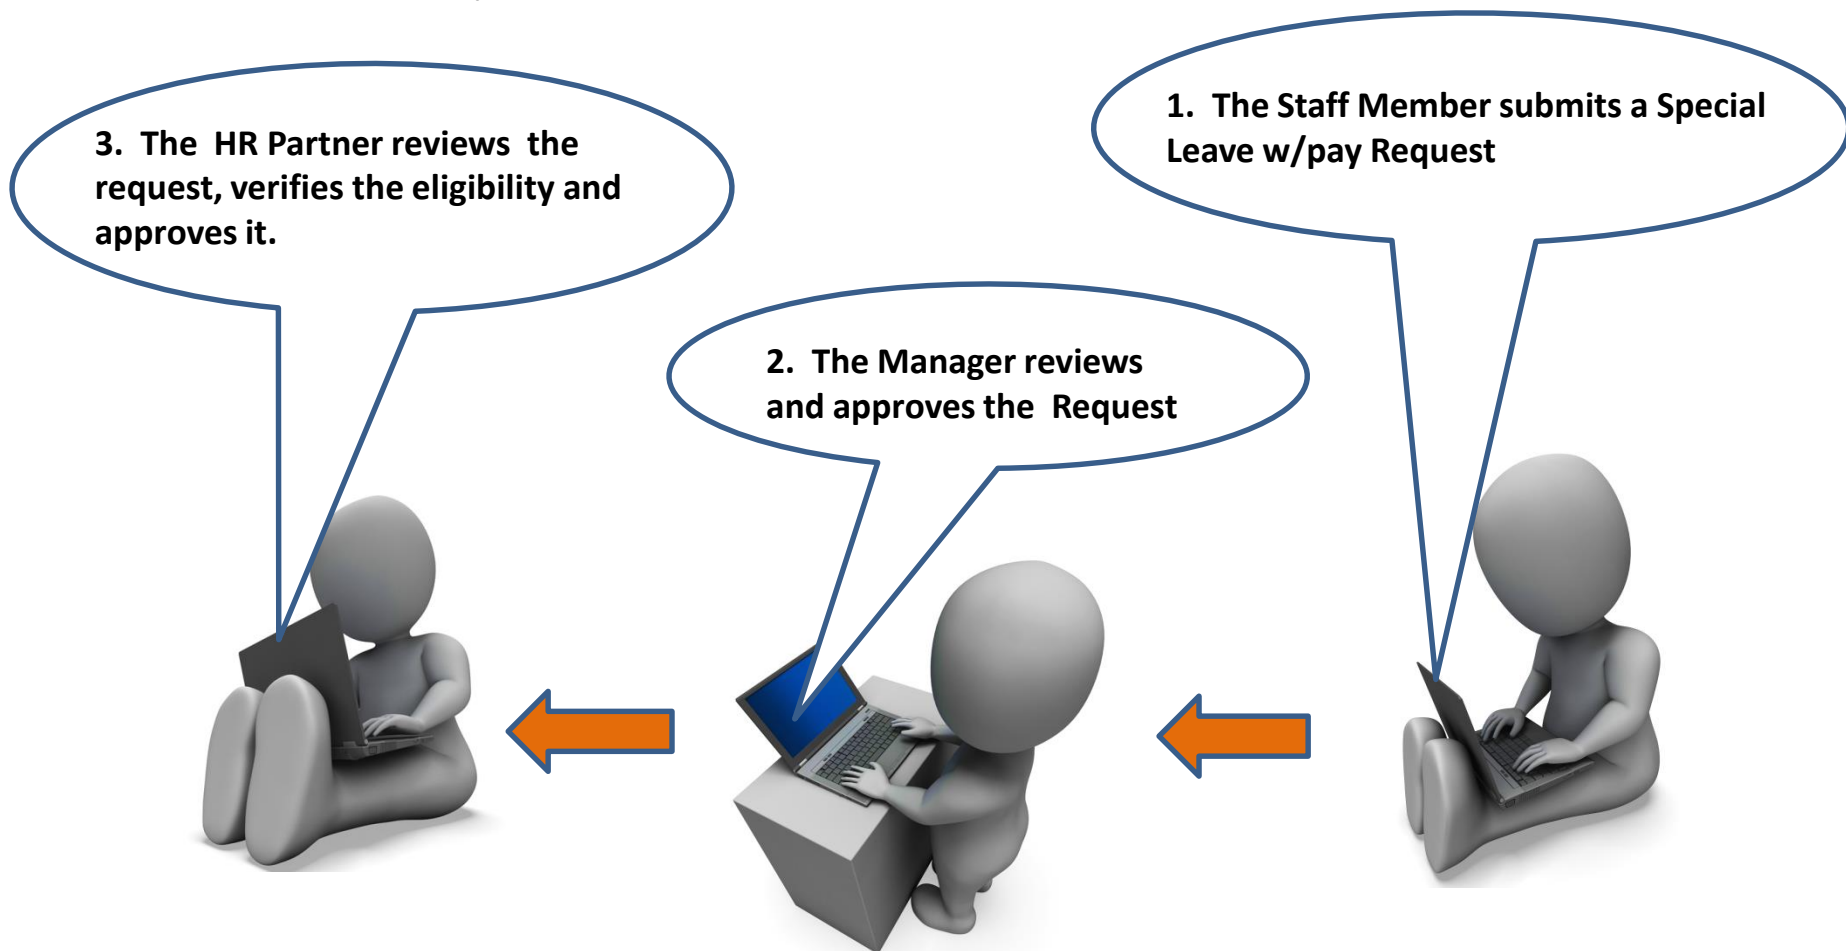 1.  The Staff Member submits a Special
Leave w/pay Request
2.  The Manager reviews
and approves the  Request
3.  The  HR Partner reviews  the
request, verifies the eligibility and
approves it.